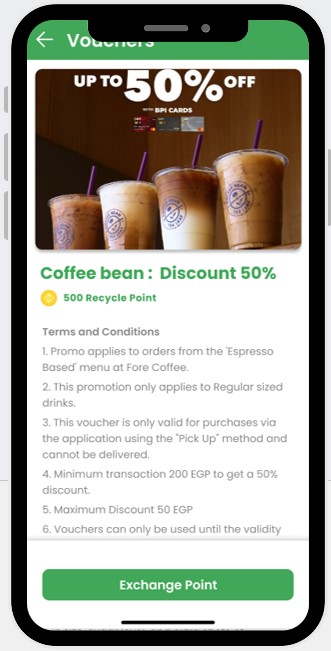 Vouchers
UP TO 50% OFF
WITH BPI CARDS
Coffee bean : Discount 50%
500 Recycle Point
Terms and Conditions
1. Promo applies to orders from the 'Espresso
Based' menu at Fore Coffee.
2. This promotion only applies to Regular sized
drinks.
3. This voucher is only valid for purchases via
the application using the "Pick Up" method and
cannot be delivered.
4. Minimum transaction 200 EGP to get a 50%
discount.
5. Maximum Discount 50 EGP
6. Vouchers can only be used until the validity
Exchange Point